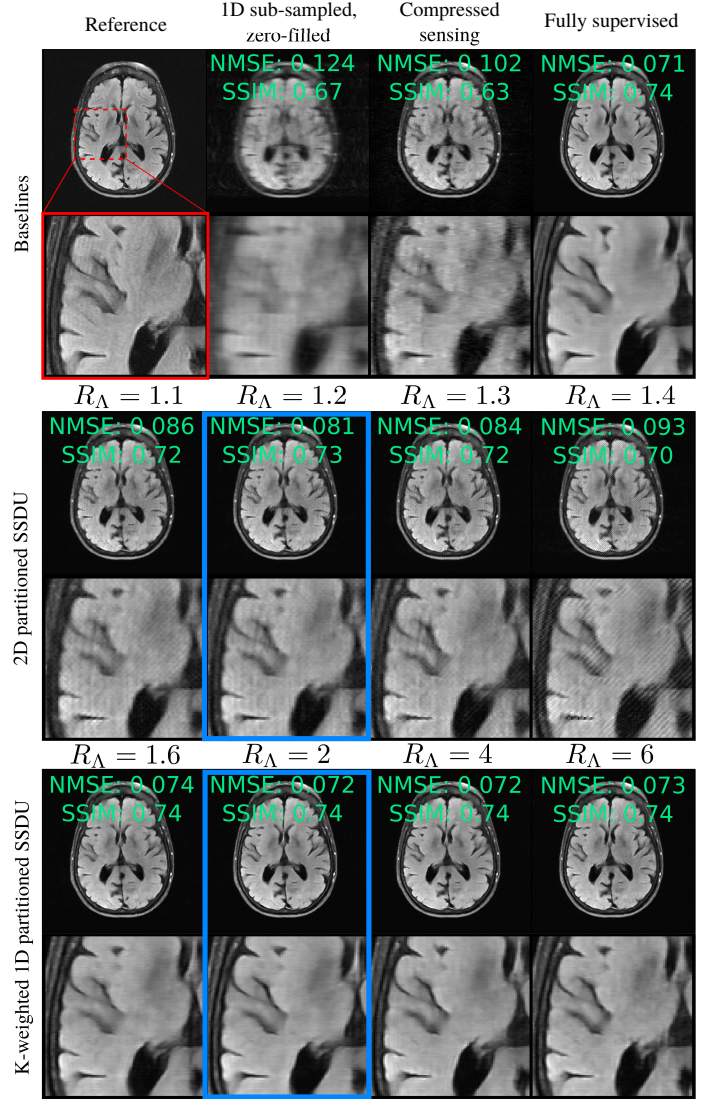 Reference
1D sub-sampled,
zero-filled
Compressed
sensing
Fully supervised
Baselines
NMSE: 0.124
SSIM: 0.67
NMSE: 0.102
SSIM: 0.63
NMSE: 0.071
SSIM: 0.74
R_Λ = 1.1
R_Λ = 1.2
R_Λ = 1.3
R_Λ = 1.4
2D partitioned SSDU
NMSE: 0.086
SSIM: 0.72
NMSE: 0.081
SSIM: 0.73
NMSE: 0.084
SSIM: 0.72
NMSE: 0.093
SSIM: 0.70
R_Λ = 1.6
R_Λ = 2
R_Λ = 4
R_Λ = 6
K-weighted 1D partitioned SSDU
NMSE: 0.074
SSIM: 0.74
NMSE: 0.072
SSIM: 0.74
NMSE: 0.072
SSIM: 0.74
NMSE: 0.073
SSIM: 0.74